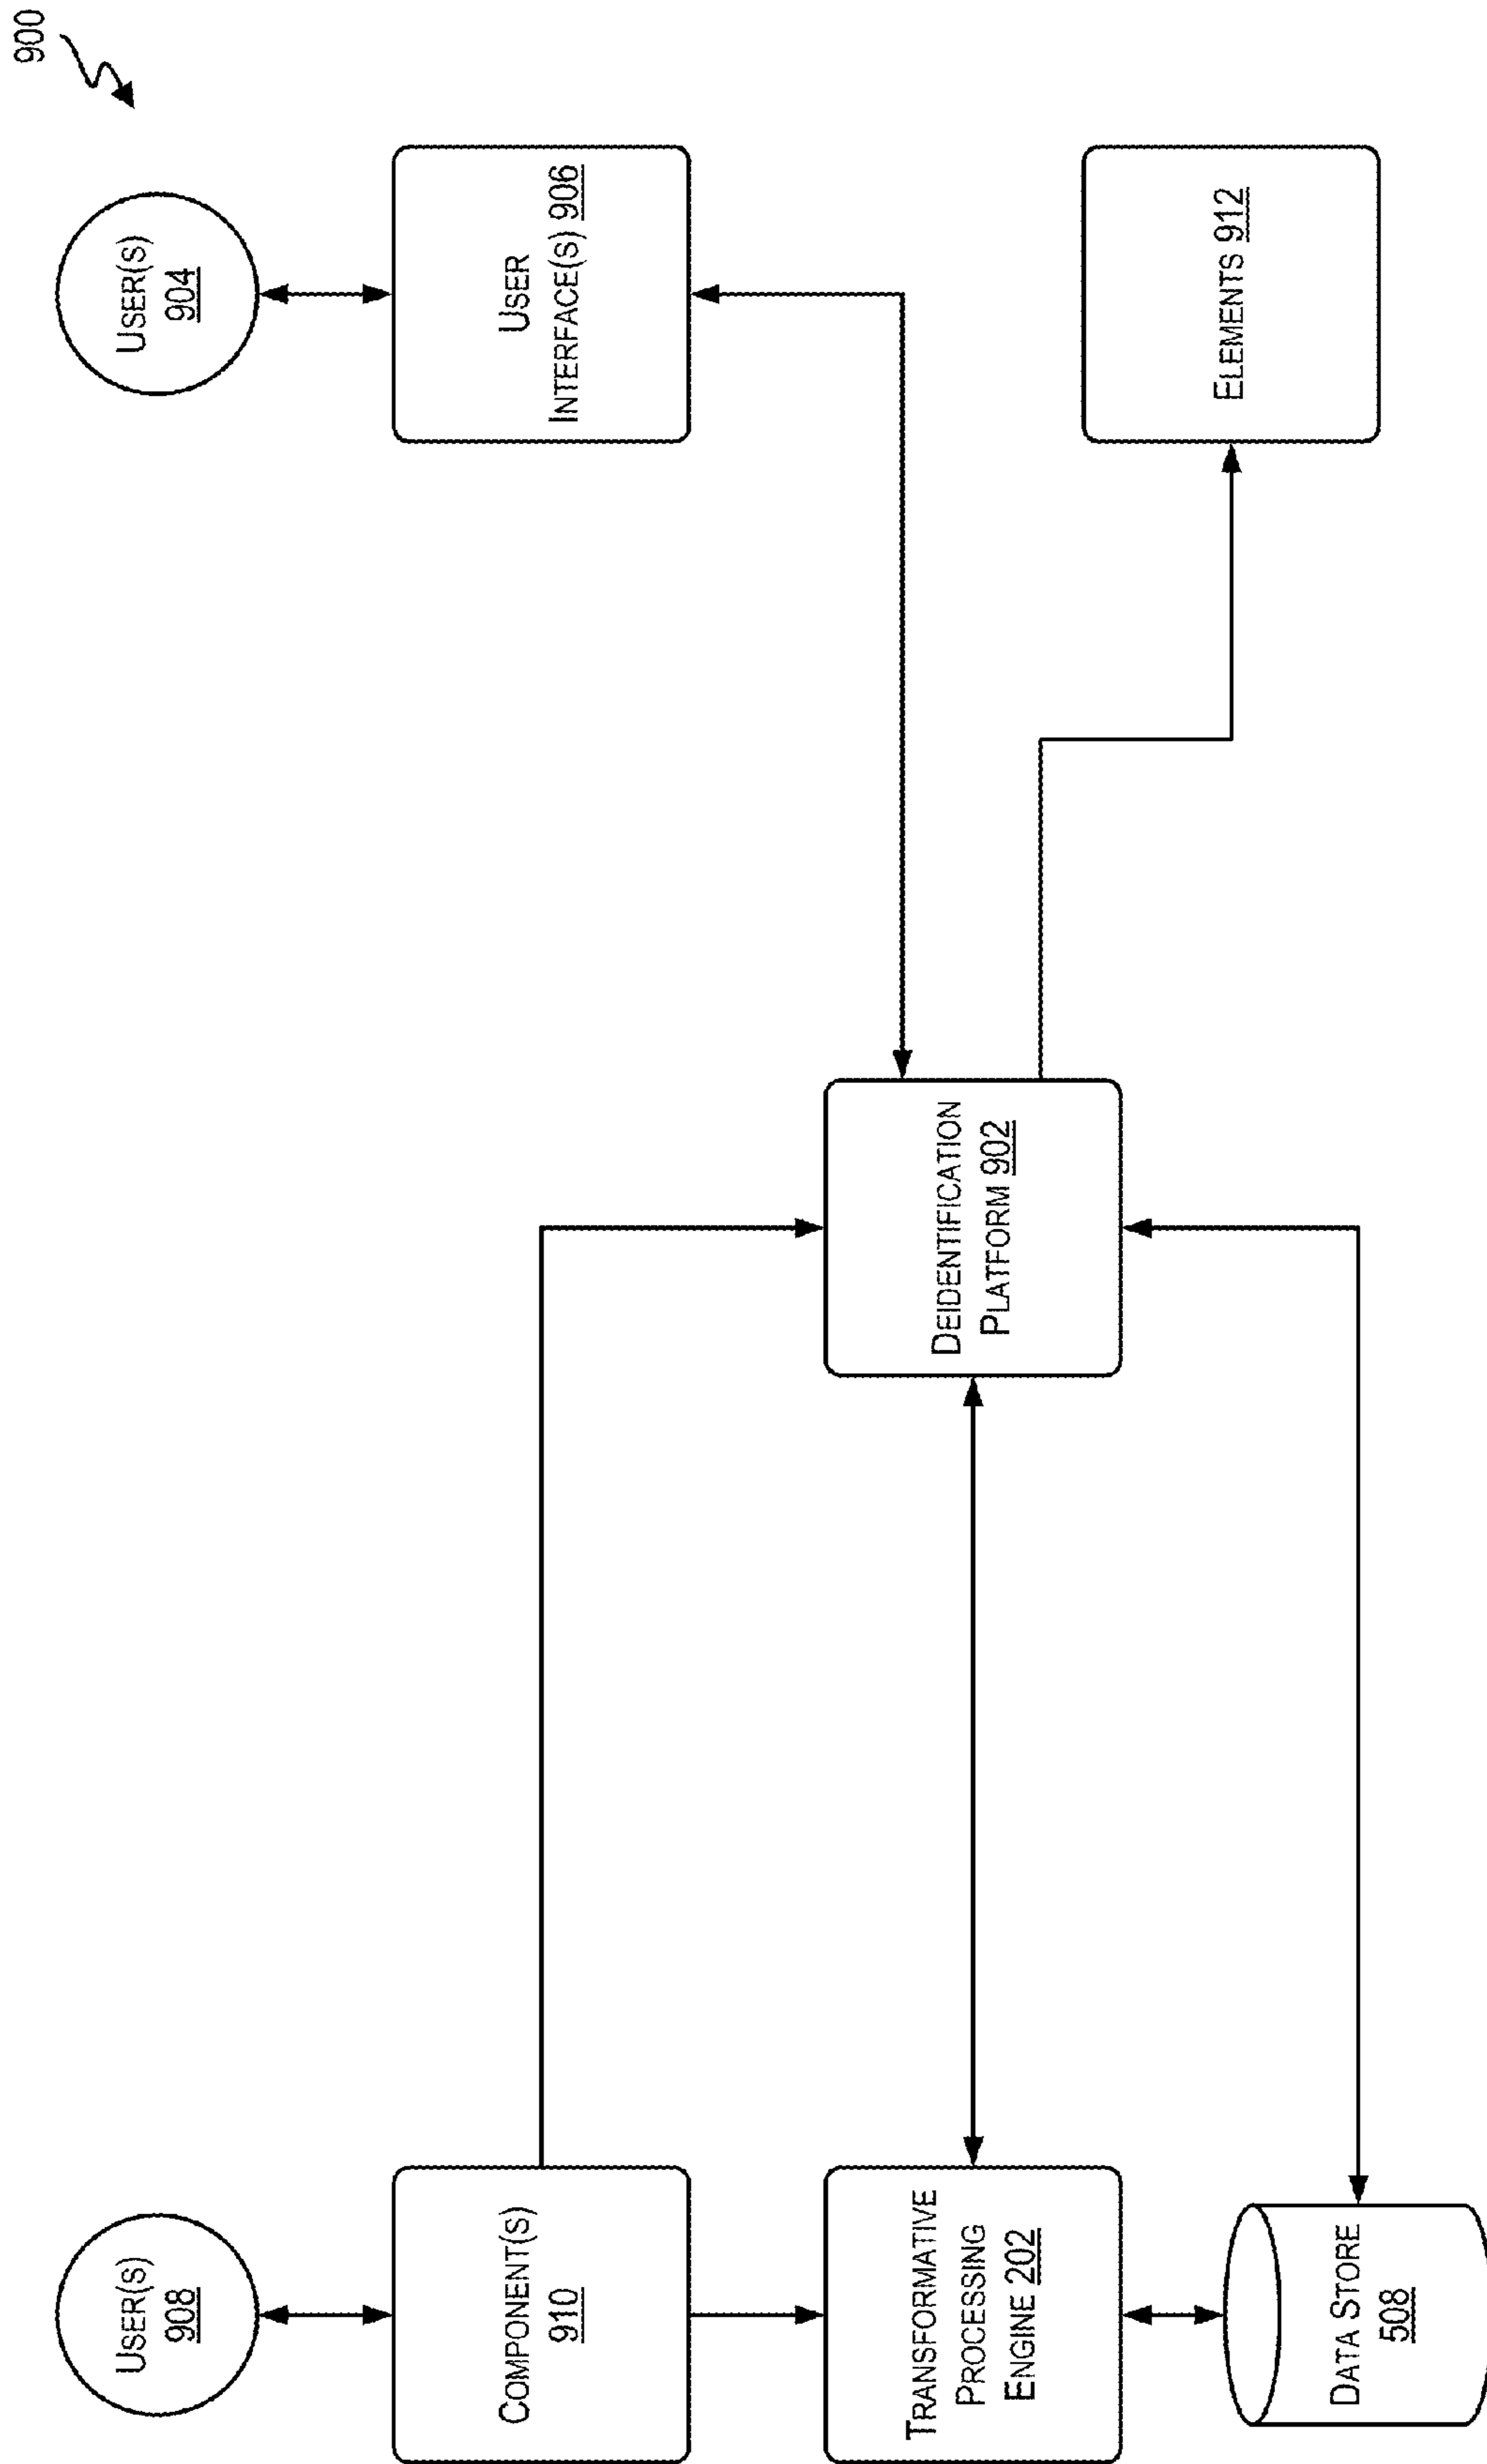 900
USER(S)
908
COMPONENT(S)
910
TRANSFORMATIVE
PROCESSING
ENGINE 202
DATA STORE
508
DEIDENTIFICATION
PLATFORM 902
USER(S)
904
USER
INTERFACE(S) 906
ELEMENTS 912